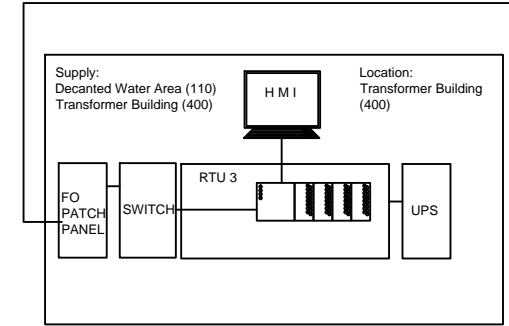 Supply:
Decanted Water Area (110)
Transformer Building (400)
Location:
Transformer Building
(400)
H M I
RTU 3
FO
PATCH
PANEL
SWITCH
UPS